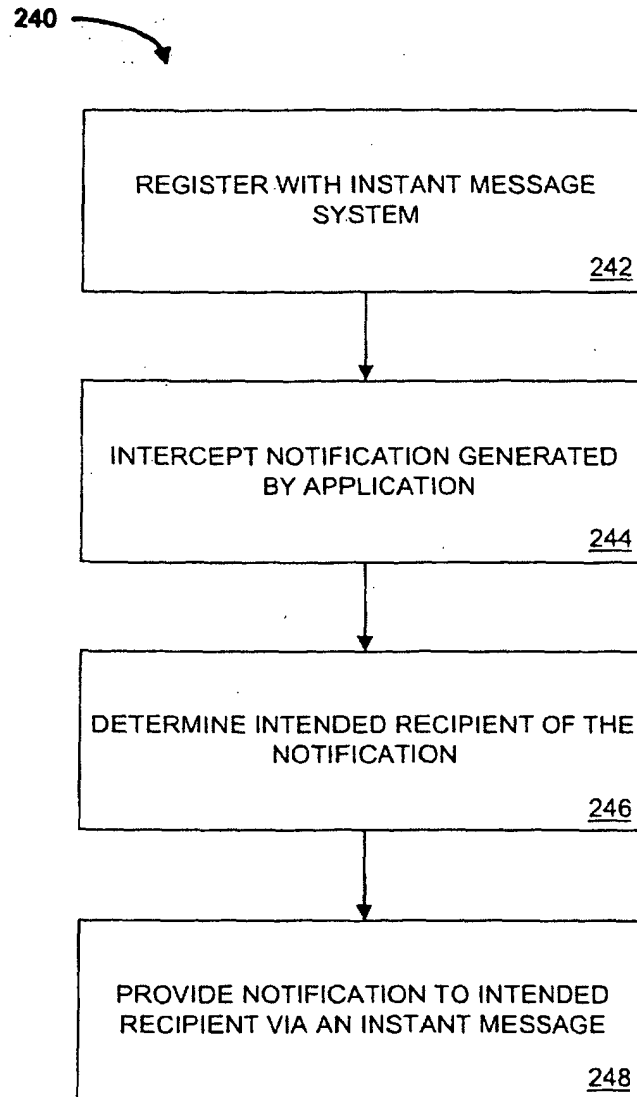 240
REGISTER WITH INSTANT MESSAGE
SYSTEM
242
INTERCEPT NOTIFICATION GENERATED
BY APPLICATION
244
DETERMINE INTENDED RECIPIENT OF THE
NOTIFICATION
246
PROVIDE NOTIFICATION TO INTENDED
RECIPIENT VIA AN INSTANT MESSAGE
248